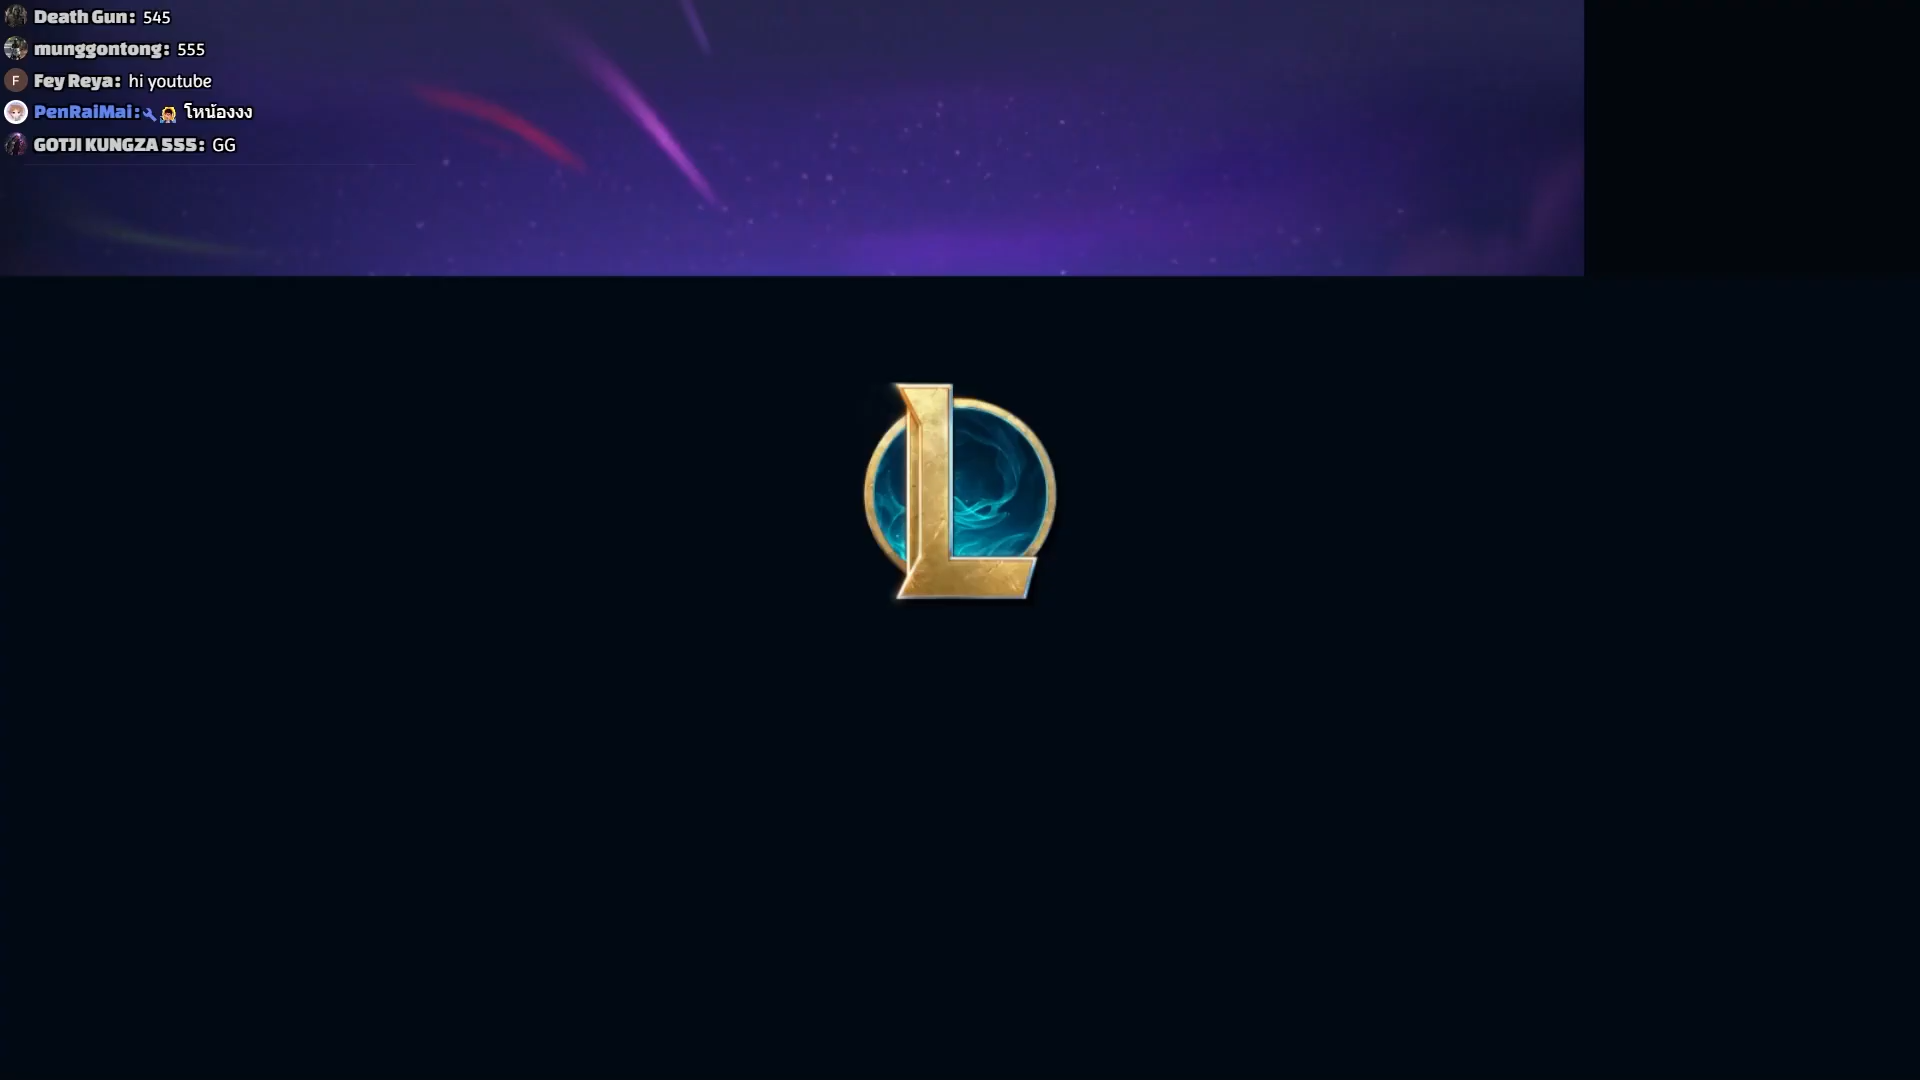 Death Gun: 545
munggontong: 555
F Fey Reya: hi youtube
PenRaiMai: โหน้องงง
GOTJI KUNGZA 555: GG
L